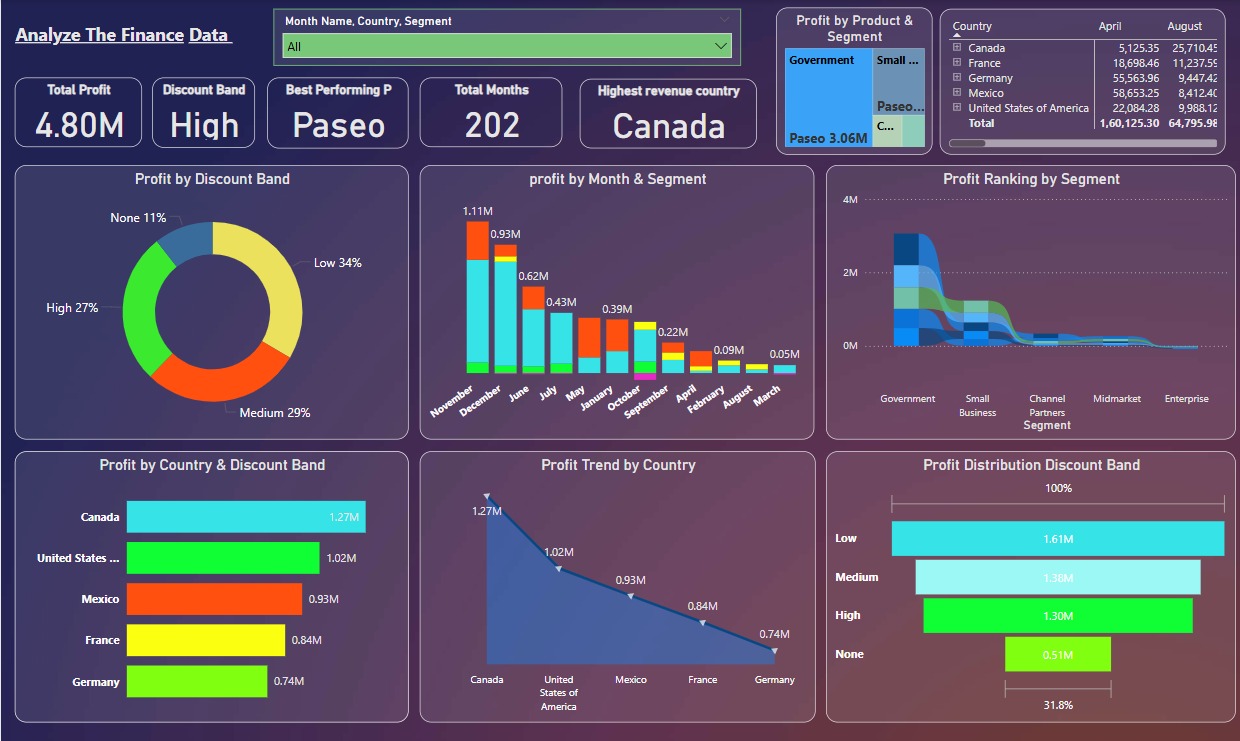 Analyze The Finance Data
Month Name, Country, Segment
All
Total Profit
4.80M
Discount Band
High
Best Performing P
Paseo
Total Months
202
Highest revenue country
Canada
Profit by Product &
Segment
Government
Small ...
Paseo...
C...
Paseo 3.06M
Country April August
Canada 5,125.35 25,710.45
France 18,698.46 11,237.59
Germany 55,563.96 9,447.42
Mexico 58,653.25 8,412.40
United States of America 22,084.28 9,988.12
Total 1,60,125.30 64,795.98
Profit by Discount Band
None 11%
Low 34%
High 27%
Medium 29%
profit by Month & Segment
1.11M
0.93M
0.62M
0.43M
0.39M
0.22M
0.09M
0.05M
November
December
June
July
May
January
October
September
April
February
August
March
Profit Ranking by Segment
4M
2M
0M
Government
Small
Business
Channel
Partners
Midmarket
Enterprise
Segment
Profit by Country & Discount Band
Canada 1.27M
United States ... 1.02M
Mexico 0.93M
France 0.84M
Germany 0.74M
Profit Trend by Country
1.27M
1.02M
0.93M
0.84M
0.74M
Canada
United
States of
America
Mexico
France
Germany
Profit Distribution Discount Band
100%
Low 1.61M
Medium 1.38M
High 1.30M
None 0.51M
31.8%